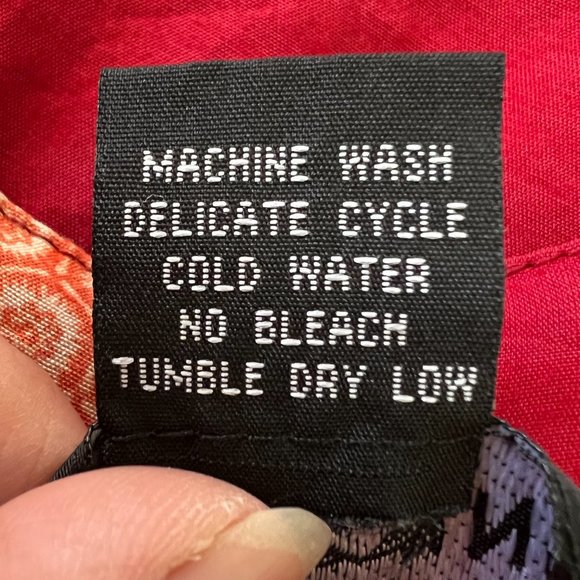 MACHINE WASH
DELICATE CYCLE
COLD WATER
NO BLEACH
TUMBLE DRY LOW